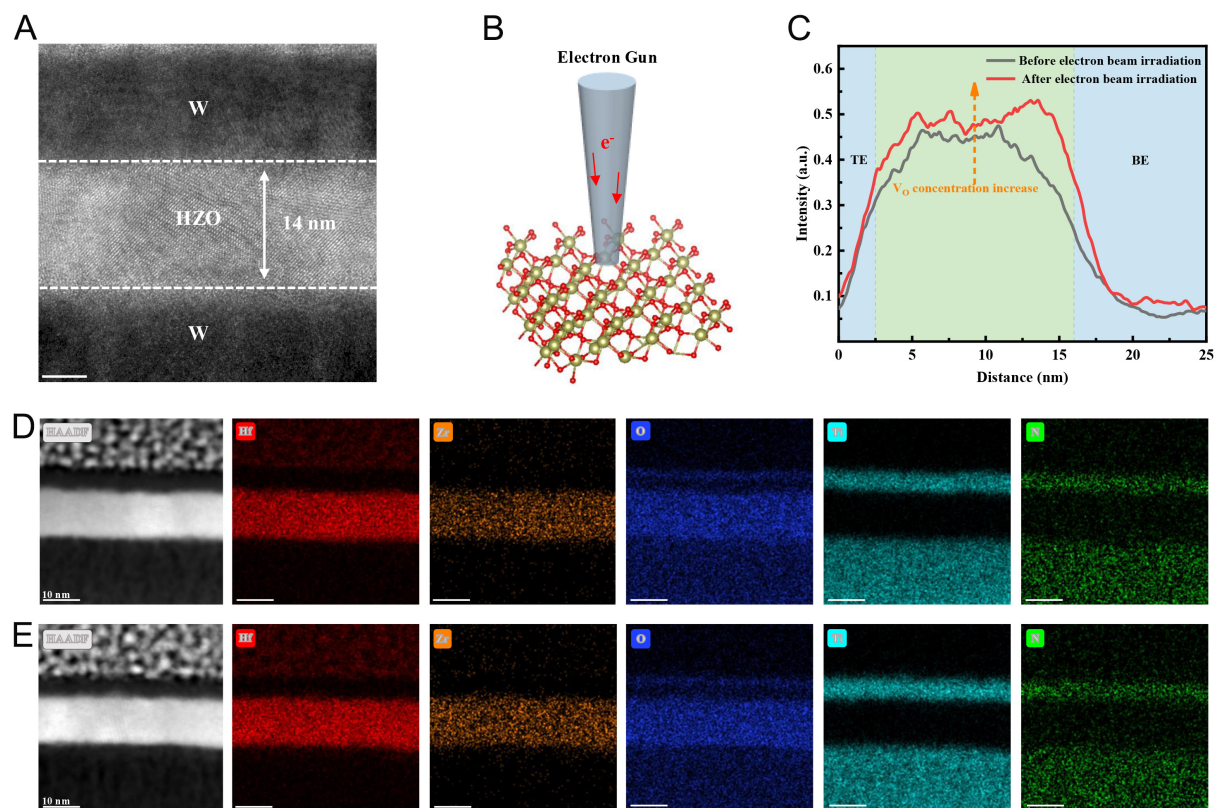 A
W
HZO
14 nm
W
B
Electron Gun
e-
C
Before electron beam irradiation
After electron beam irradiation
TE
BE
V_O concentration increase
Intensity (a.u.)
0.6
0.5
0.4
0.3
0.2
0.1
0
5
10
15
20
25
Distance (nm)
D
HAADF
Hf
Zr
O
Ti
N
10 nm
E
HAADF
Hf
Zr
O
Ti
N
10 nm